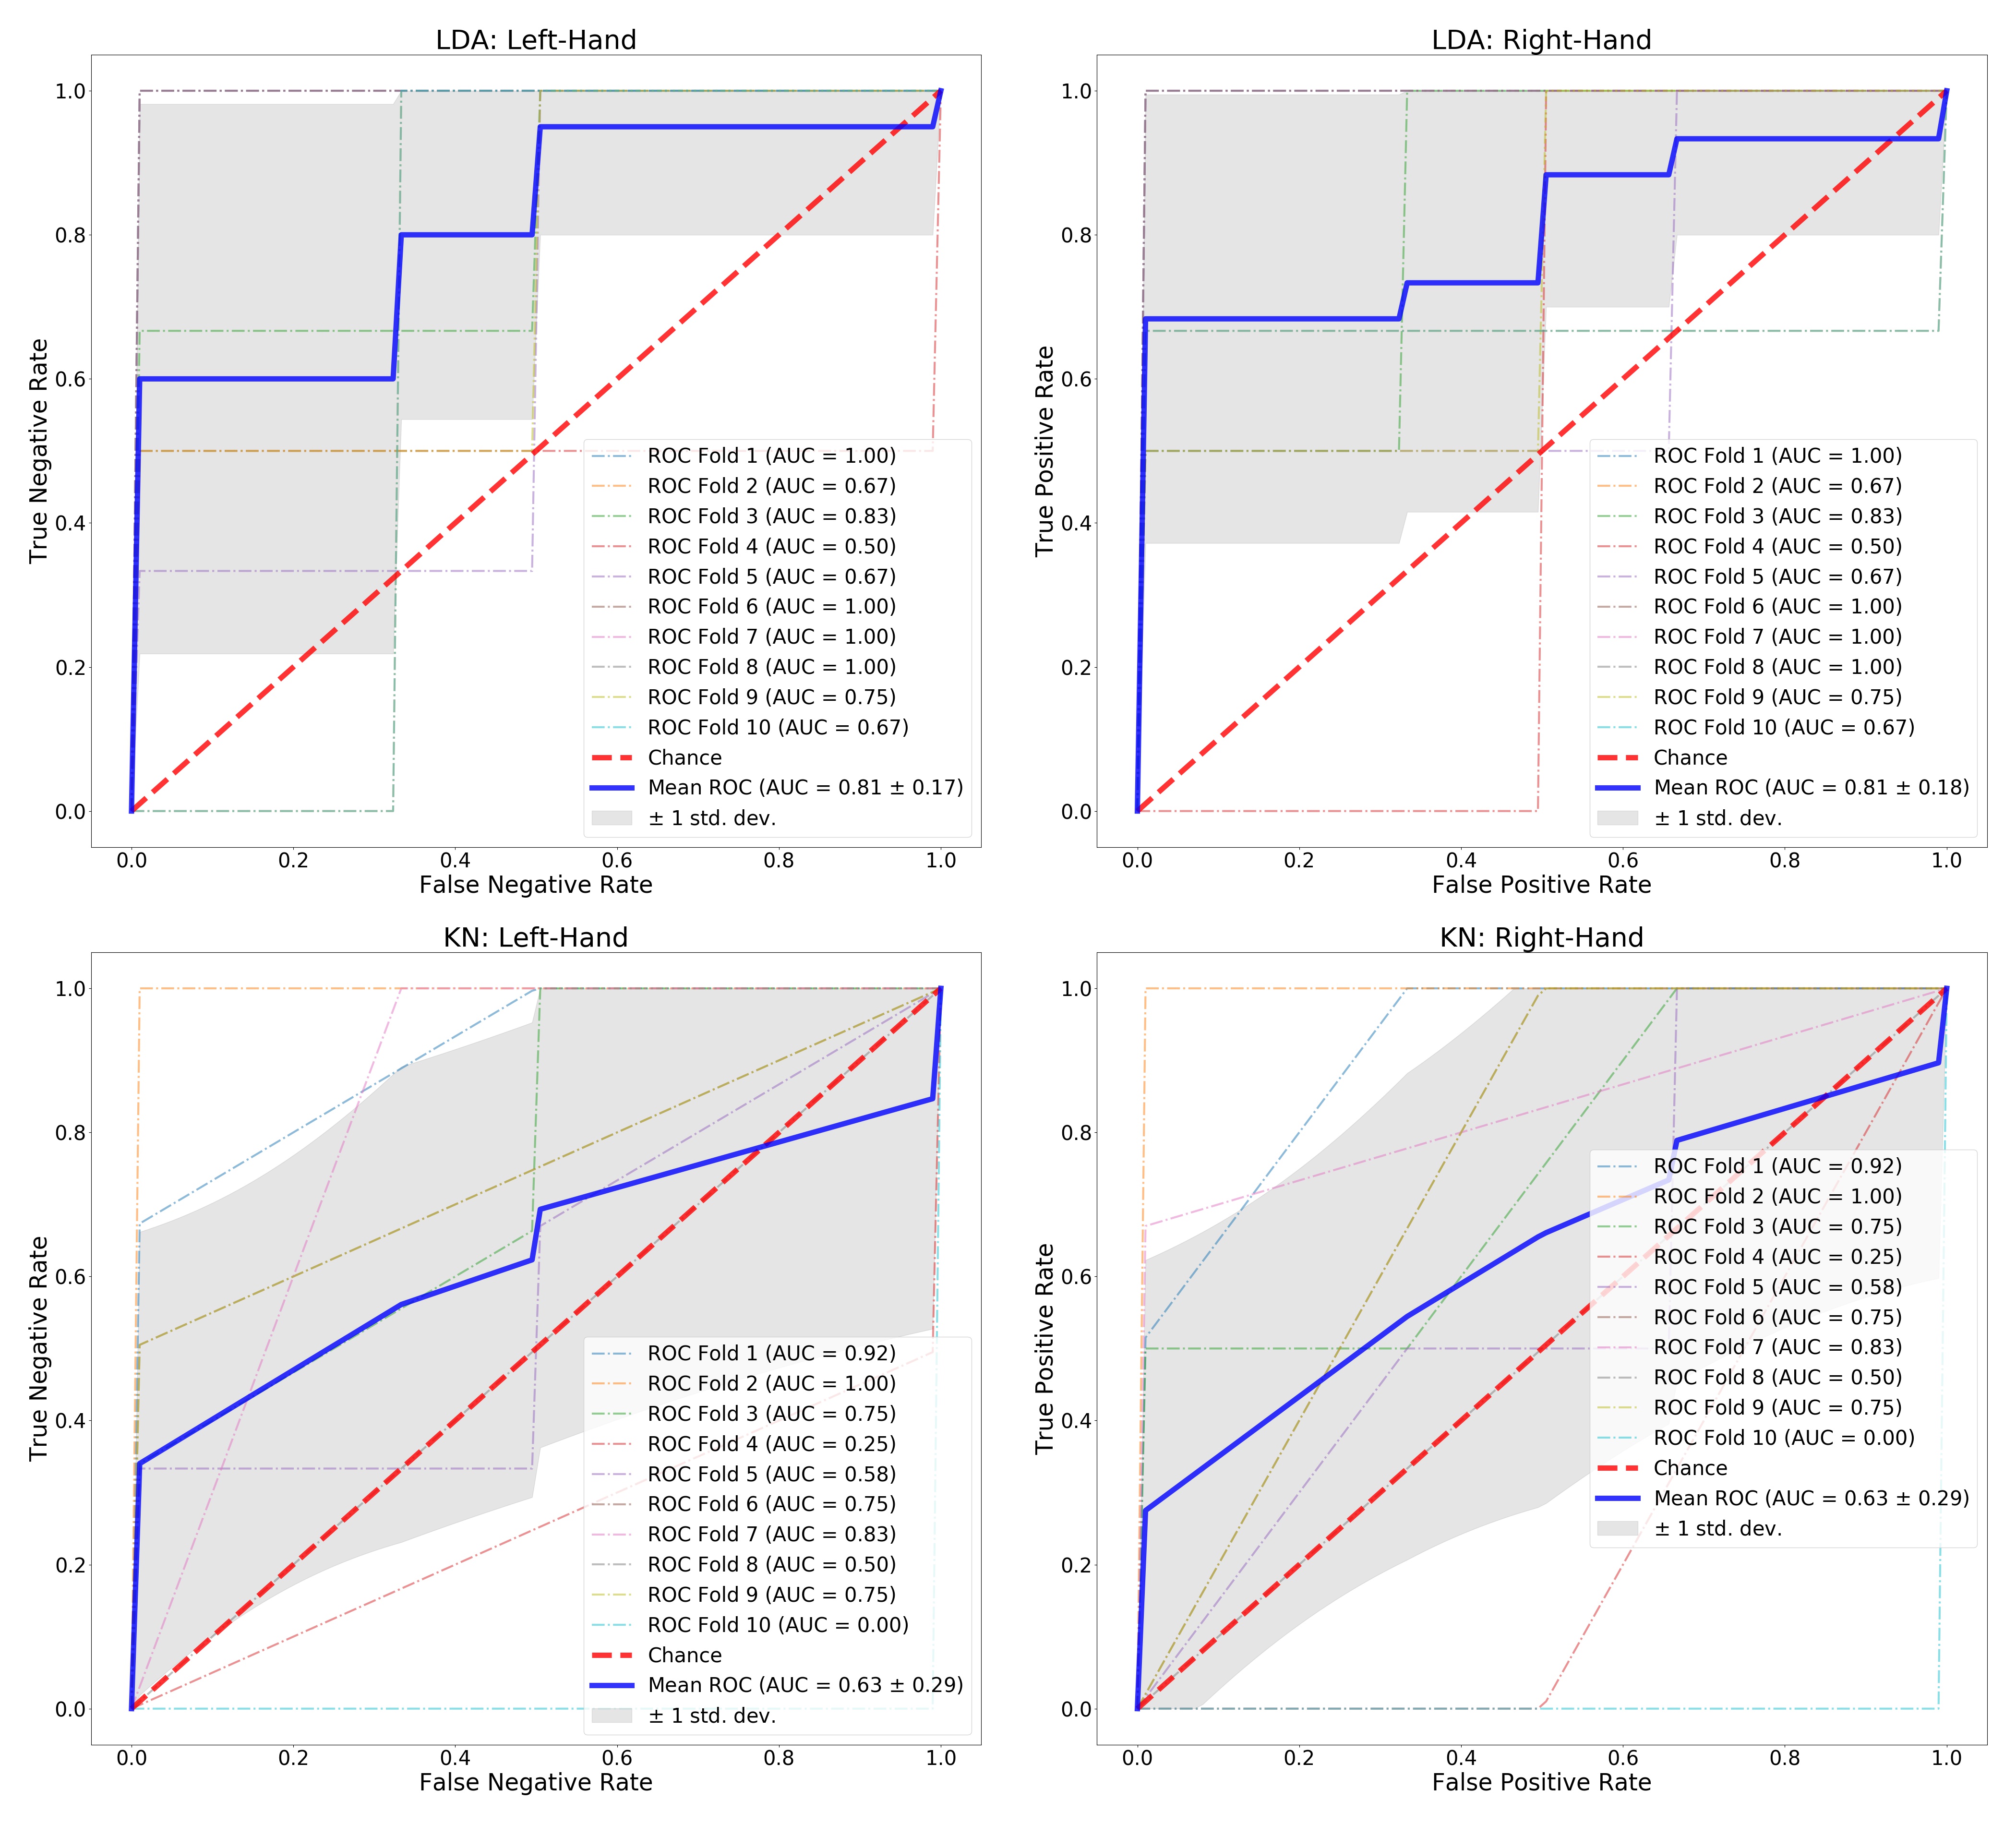 LDA: Left-Hand
True Negative Rate
1.0
0.8
0.6
0.4
0.2
0.0
ROC Fold 1 (AUC = 1.00)
ROC Fold 2 (AUC = 0.67)
ROC Fold 3 (AUC = 0.83)
ROC Fold 4 (AUC = 0.50)
ROC Fold 5 (AUC = 0.67)
ROC Fold 6 (AUC = 1.00)
ROC Fold 7 (AUC = 1.00)
ROC Fold 8 (AUC = 1.00)
ROC Fold 9 (AUC = 0.75)
ROC Fold 10 (AUC = 0.67)
Chance
Mean ROC (AUC = 0.81 ± 0.17)
± 1 std. dev.
0.0 0.2 0.4 0.6 0.8 1.0
False Negative Rate
LDA: Right-Hand
True Positive Rate
1.0
0.8
0.6
0.4
0.2
0.0
ROC Fold 1 (AUC = 1.00)
ROC Fold 2 (AUC = 0.67)
ROC Fold 3 (AUC = 0.83)
ROC Fold 4 (AUC = 0.50)
ROC Fold 5 (AUC = 0.67)
ROC Fold 6 (AUC = 1.00)
ROC Fold 7 (AUC = 1.00)
ROC Fold 8 (AUC = 1.00)
ROC Fold 9 (AUC = 0.75)
ROC Fold 10 (AUC = 0.67)
Chance
Mean ROC (AUC = 0.81 ± 0.18)
± 1 std. dev.
0.0 0.2 0.4 0.6 0.8 1.0
False Positive Rate
KN: Left-Hand
True Negative Rate
1.0
0.8
0.6
0.4
0.2
0.0
ROC Fold 1 (AUC = 0.92)
ROC Fold 2 (AUC = 1.00)
ROC Fold 3 (AUC = 0.75)
ROC Fold 4 (AUC = 0.25)
ROC Fold 5 (AUC = 0.58)
ROC Fold 6 (AUC = 0.75)
ROC Fold 7 (AUC = 0.83)
ROC Fold 8 (AUC = 0.50)
ROC Fold 9 (AUC = 0.75)
ROC Fold 10 (AUC = 0.00)
Chance
Mean ROC (AUC = 0.63 ± 0.29)
± 1 std. dev.
0.0 0.2 0.4 0.6 0.8 1.0
False Negative Rate
KN: Right-Hand
True Positive Rate
1.0
0.8
0.6
0.4
0.2
0.0
ROC Fold 1 (AUC = 0.92)
ROC Fold 2 (AUC = 1.00)
ROC Fold 3 (AUC = 0.75)
ROC Fold 4 (AUC = 0.25)
ROC Fold 5 (AUC = 0.58)
ROC Fold 6 (AUC = 0.75)
ROC Fold 7 (AUC = 0.83)
ROC Fold 8 (AUC = 0.50)
ROC Fold 9 (AUC = 0.75)
ROC Fold 10 (AUC = 0.00)
Chance
Mean ROC (AUC = 0.63 ± 0.29)
± 1 std. dev.
0.0 0.2 0.4 0.6 0.8 1.0
False Positive Rate